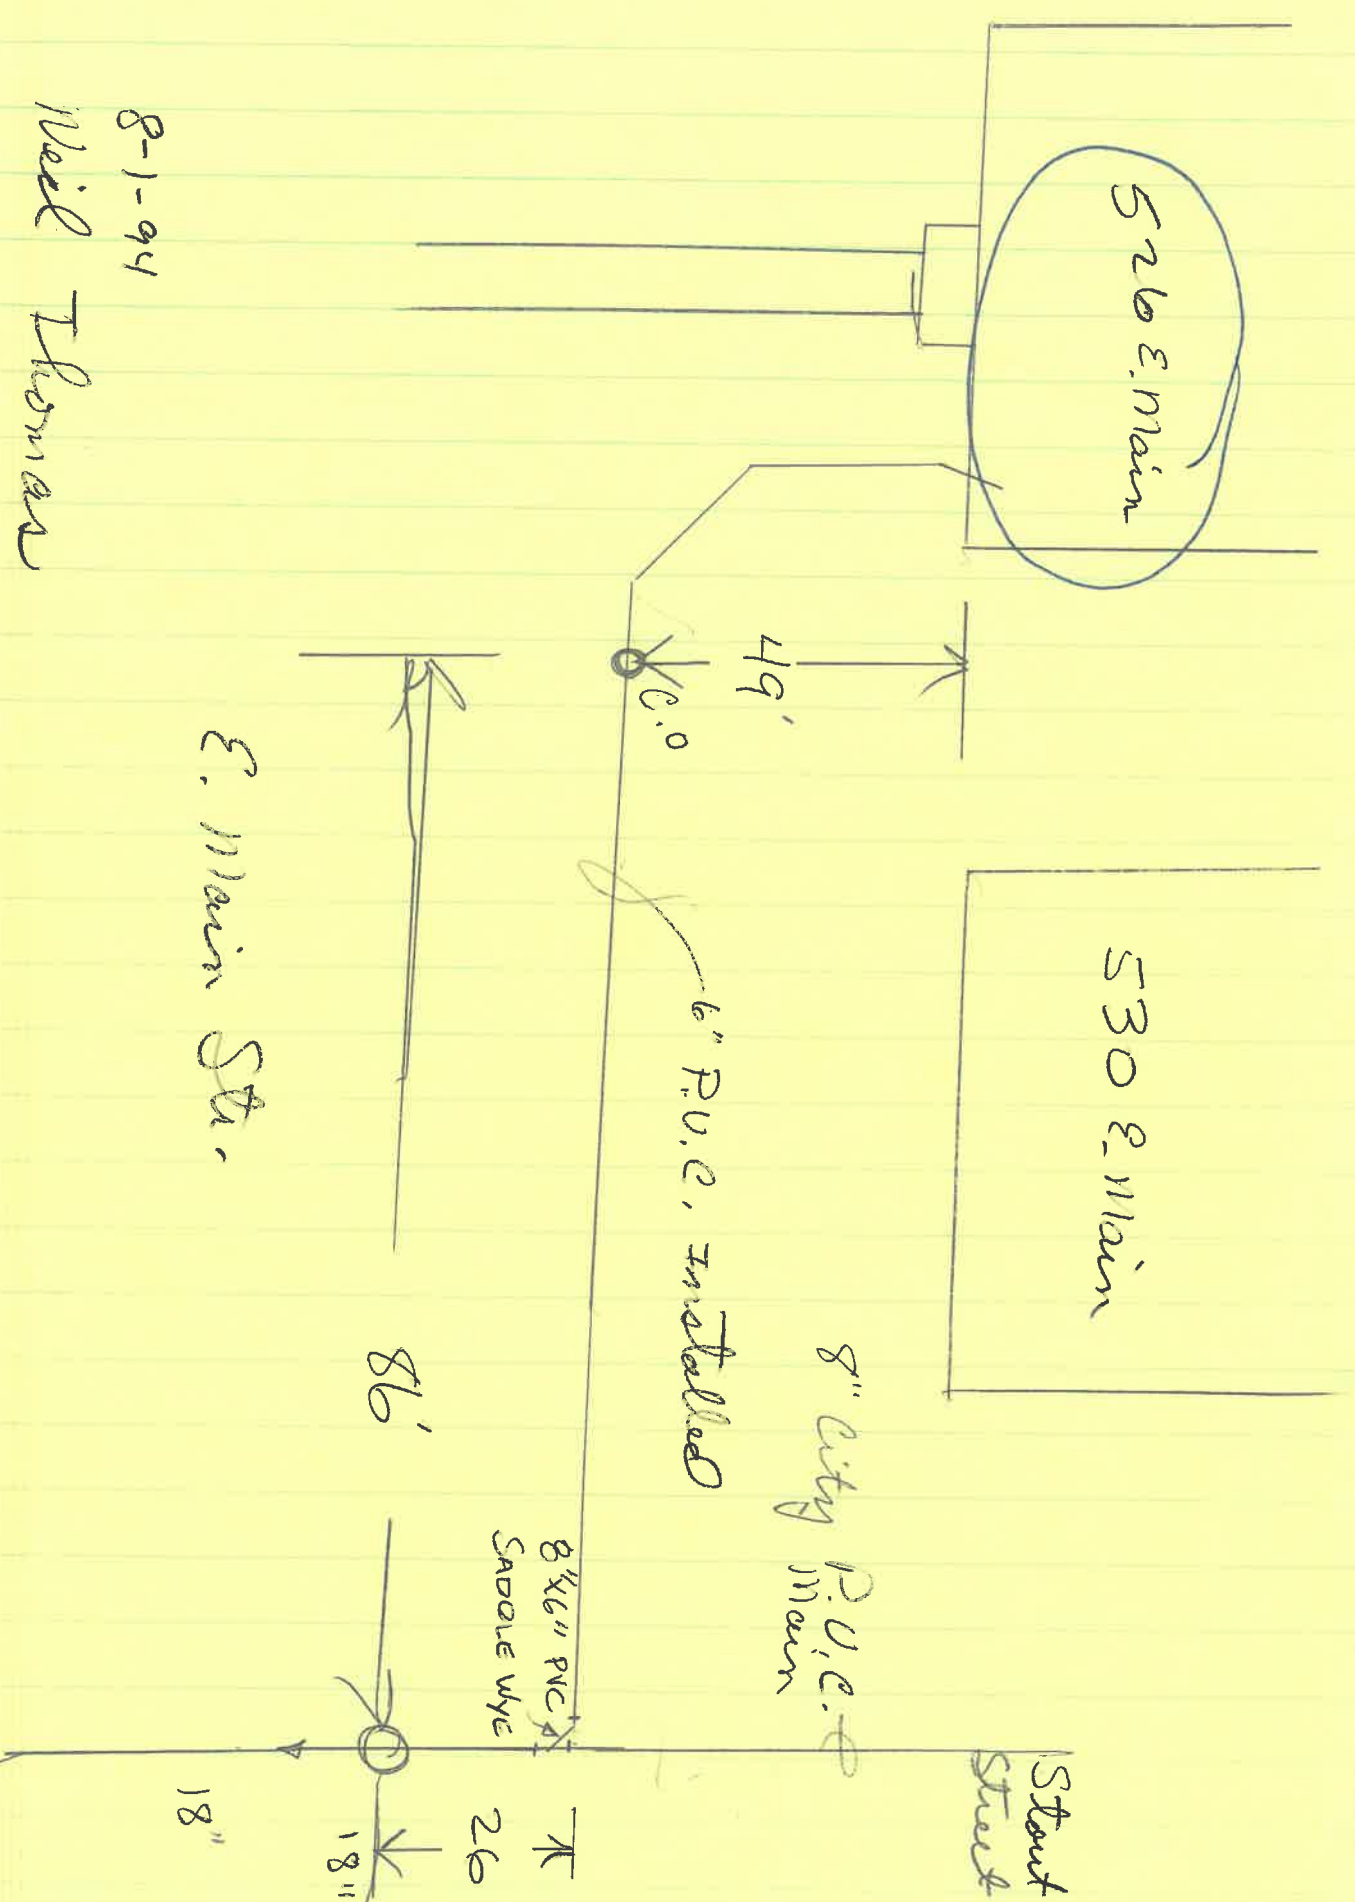 526 E. Main
530 E. Main
Stout
Street
49'
C.O
8" City P.V.C.
Main
6" P.V.C. Installed
8"x6" PVC
SADDLE WYE
26
86'
18"
18"
E. Main Str.
8-1-94
Neil Thomas